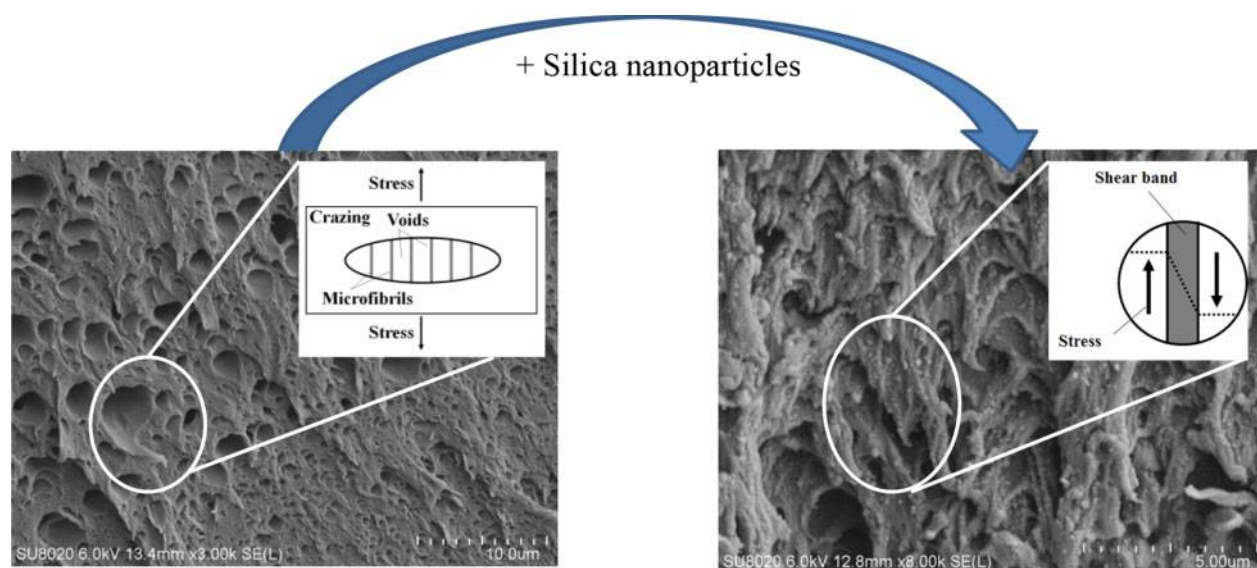 + Silica nanoparticles
Stress
Crazing
Voids
Microfibrils
Stress
SU8020 6.0kV 13.4mm x3.00k SE(L)
10.0um
Shear band
Stress
SU8020 6.0kV 12.8mm x8.00k SE(L)
5.00um